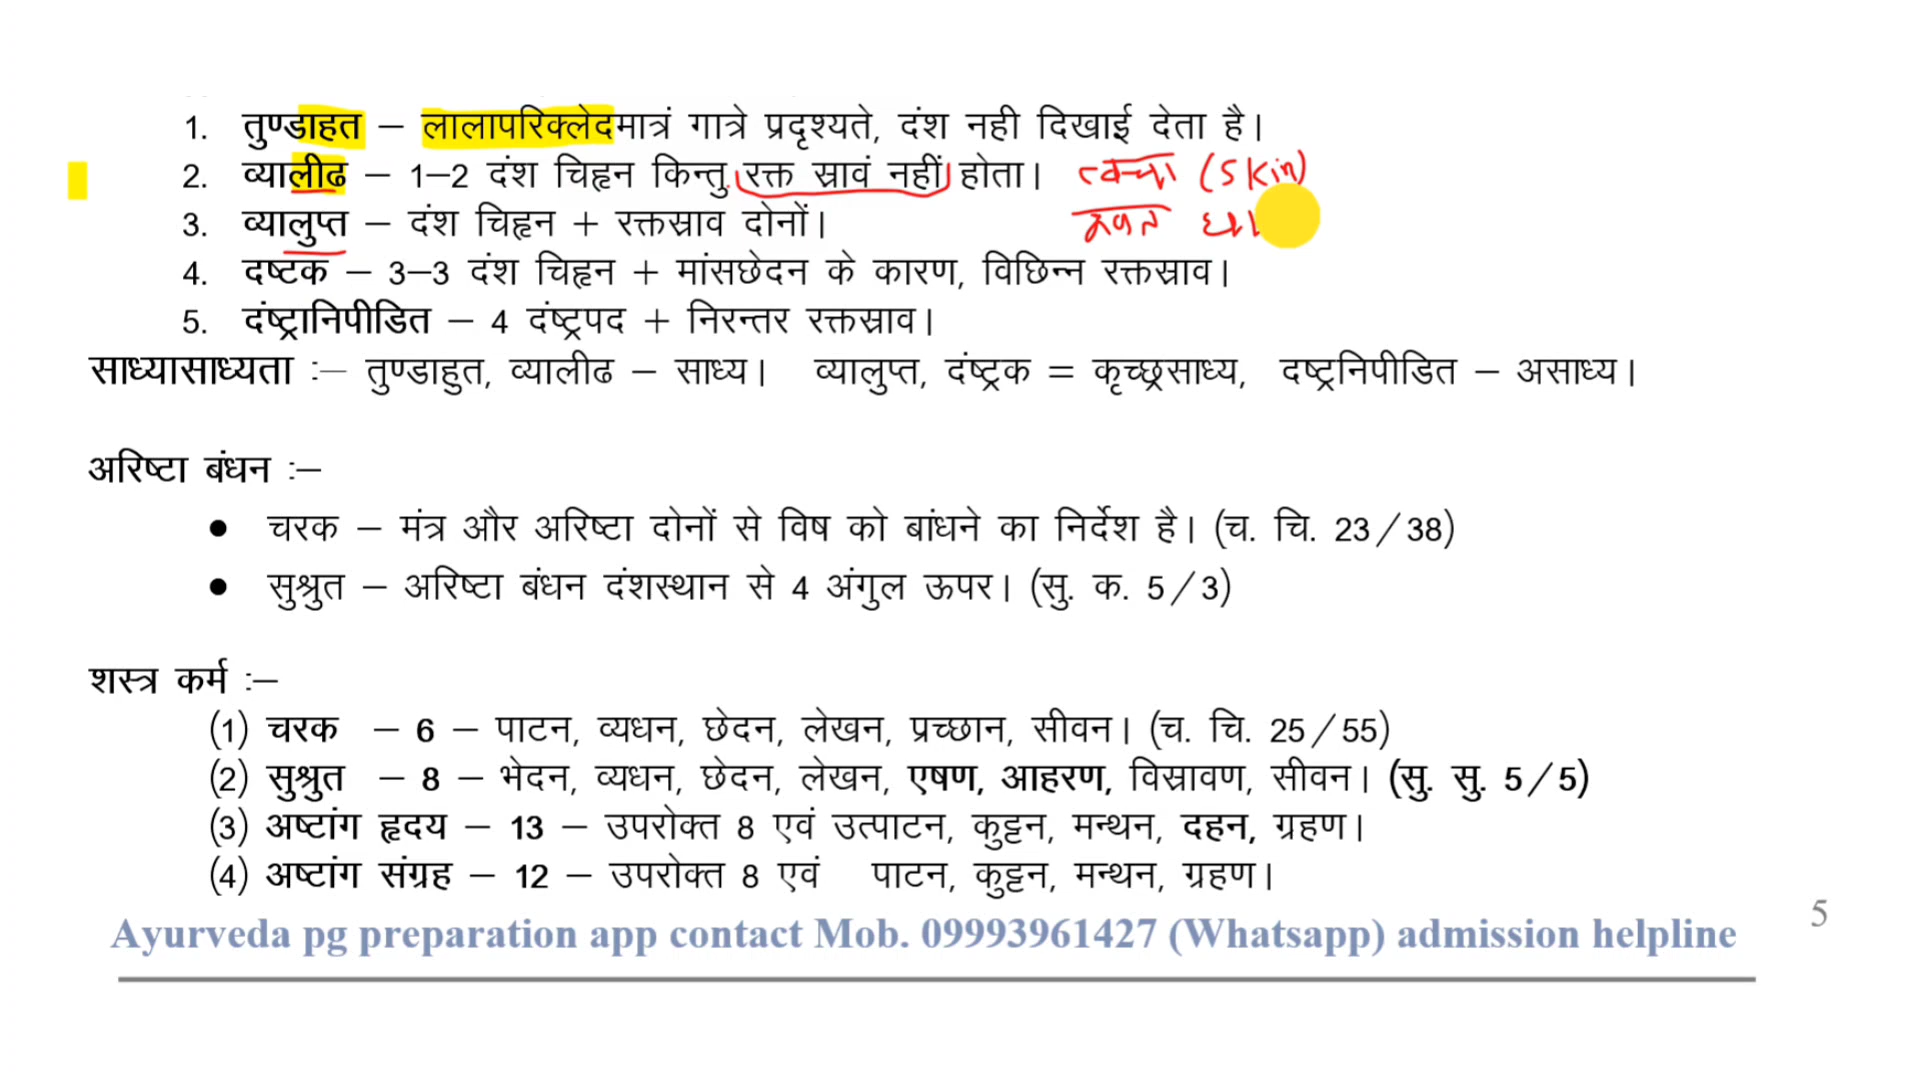 1. तुण्डाहत – लालापरिक्लेदमात्रं गात्रे प्रदृश्यते, दंश नही दिखाई देता है।
2. व्यालीढ – 1–2 दंश चिह्न किन्तु रक्त स्रावं नहीं होता। त्वचा (Skin)
3. व्यालुप्त – दंश चिह्न + रक्तस्राव दोनों।
4. दष्टक – 3–3 दंश चिह्न + मांसछेदन के कारण, विछिन्न रक्तस्राव।
5. दंष्ट्रानिपीडित – 4 दंष्ट्रपद + निरन्तर रक्तस्राव।
साध्यासाध्यता :– तुण्डाहुत, व्यालीढ – साध्य। व्यालुप्त, दंष्ट्रक = कृच्छ्रसाध्य, दष्ट्रनिपीडित – असाध्य।
अरिष्टा बंधन :–
● चरक – मंत्र और अरिष्टा दोनों से विष को बांधने का निर्देश है। (च. चि. 23/38)
● सुश्रुत – अरिष्टा बंधन दंशस्थान से 4 अंगुल ऊपर। (सु. क. 5/3)
शस्त्र कर्म :–
(1) चरक – 6 – पाटन, व्यधन, छेदन, लेखन, प्रच्छान, सीवन। (च. चि. 25/55)
(2) सुश्रुत – 8 – भेदन, व्यधन, छेदन, लेखन, एषण, आहरण, विस्रावण, सीवन। (सु. सु. 5/5)
(3) अष्टांग हृदय – 13 – उपरोक्त 8 एवं उत्पाटन, कुट्टन, मन्थन, दहन, ग्रहण।
(4) अष्टांग संग्रह – 12 – उपरोक्त 8 एवं पाटन, कुट्टन, मन्थन, ग्रहण।
Ayurveda pg preparation app contact Mob. 09993961427 (Whatsapp) admission helpline
5